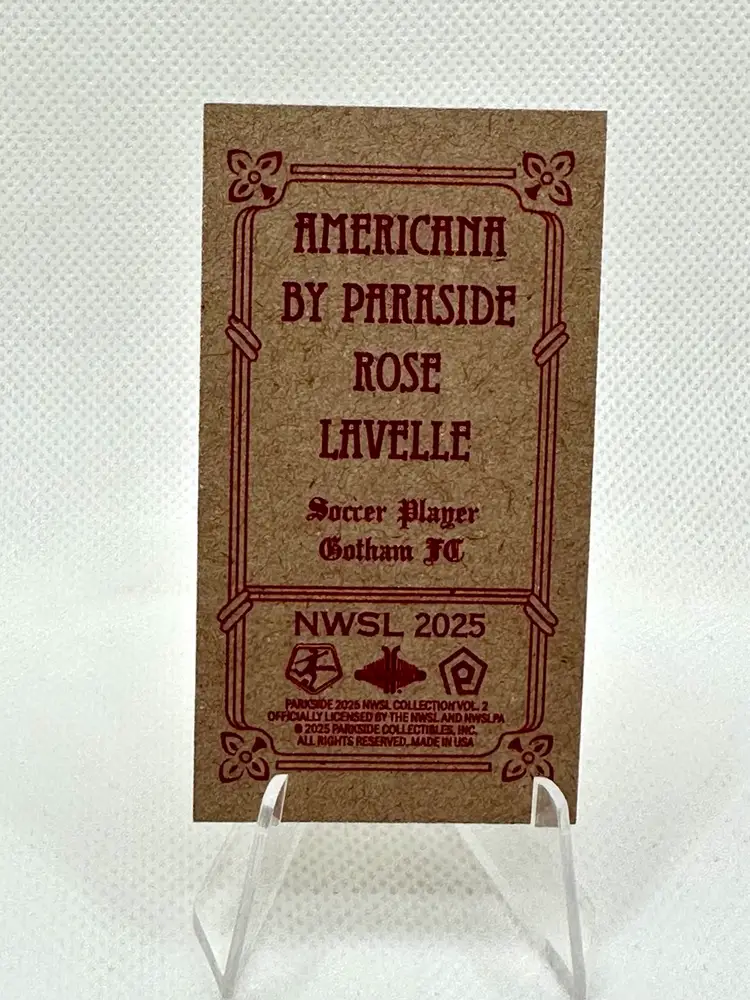 AMERICANA
BY PARKSIDE
ROSE
LAVELLE
Soccer Player
Gotham FC
NWSL 2025
PARKSIDE 2025 NWSL COLLECTION VOL. 2
OFFICIALLY LICENSED BY THE NWSL AND NWSLPA
© 2025 PARKSIDE COLLECTIBLES, INC.
ALL RIGHTS RESERVED. MADE IN USA